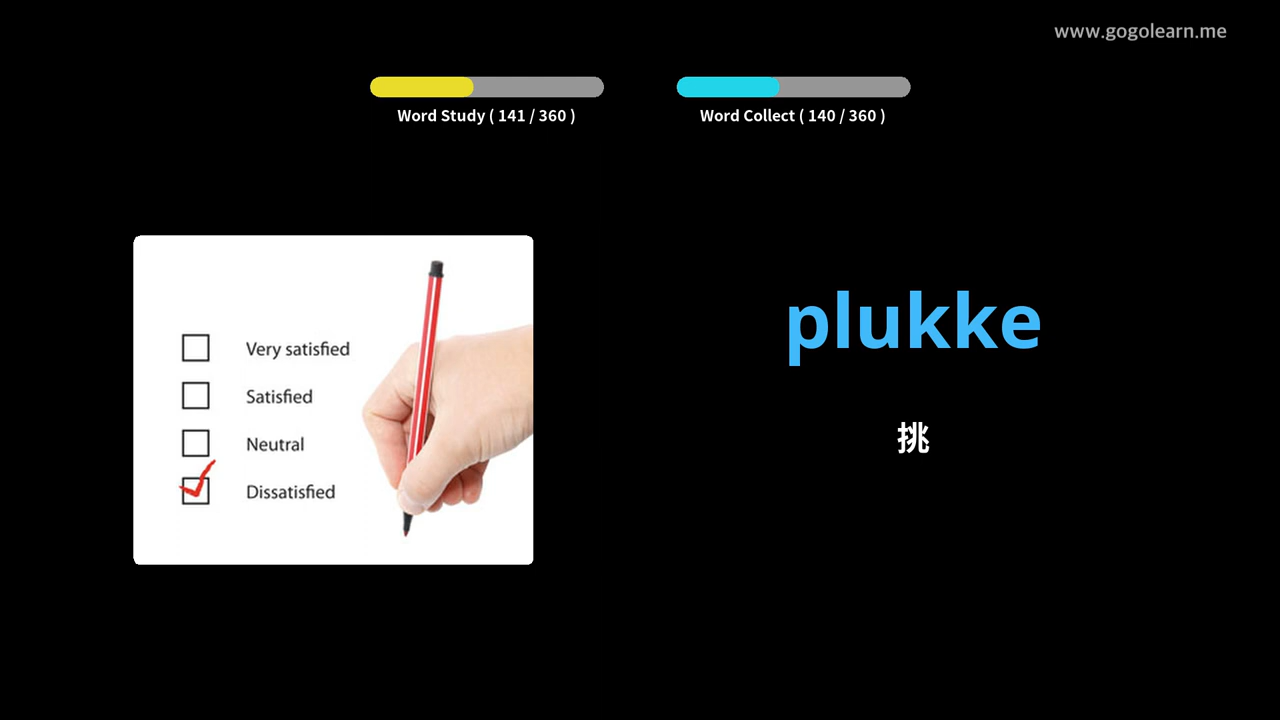 www.gogolearn.me
Word Study ( 141 / 360 )
Word Collect ( 140 / 360 )
Very satisfied
Satisfied
Neutral
Dissatisfied
plukke
挑